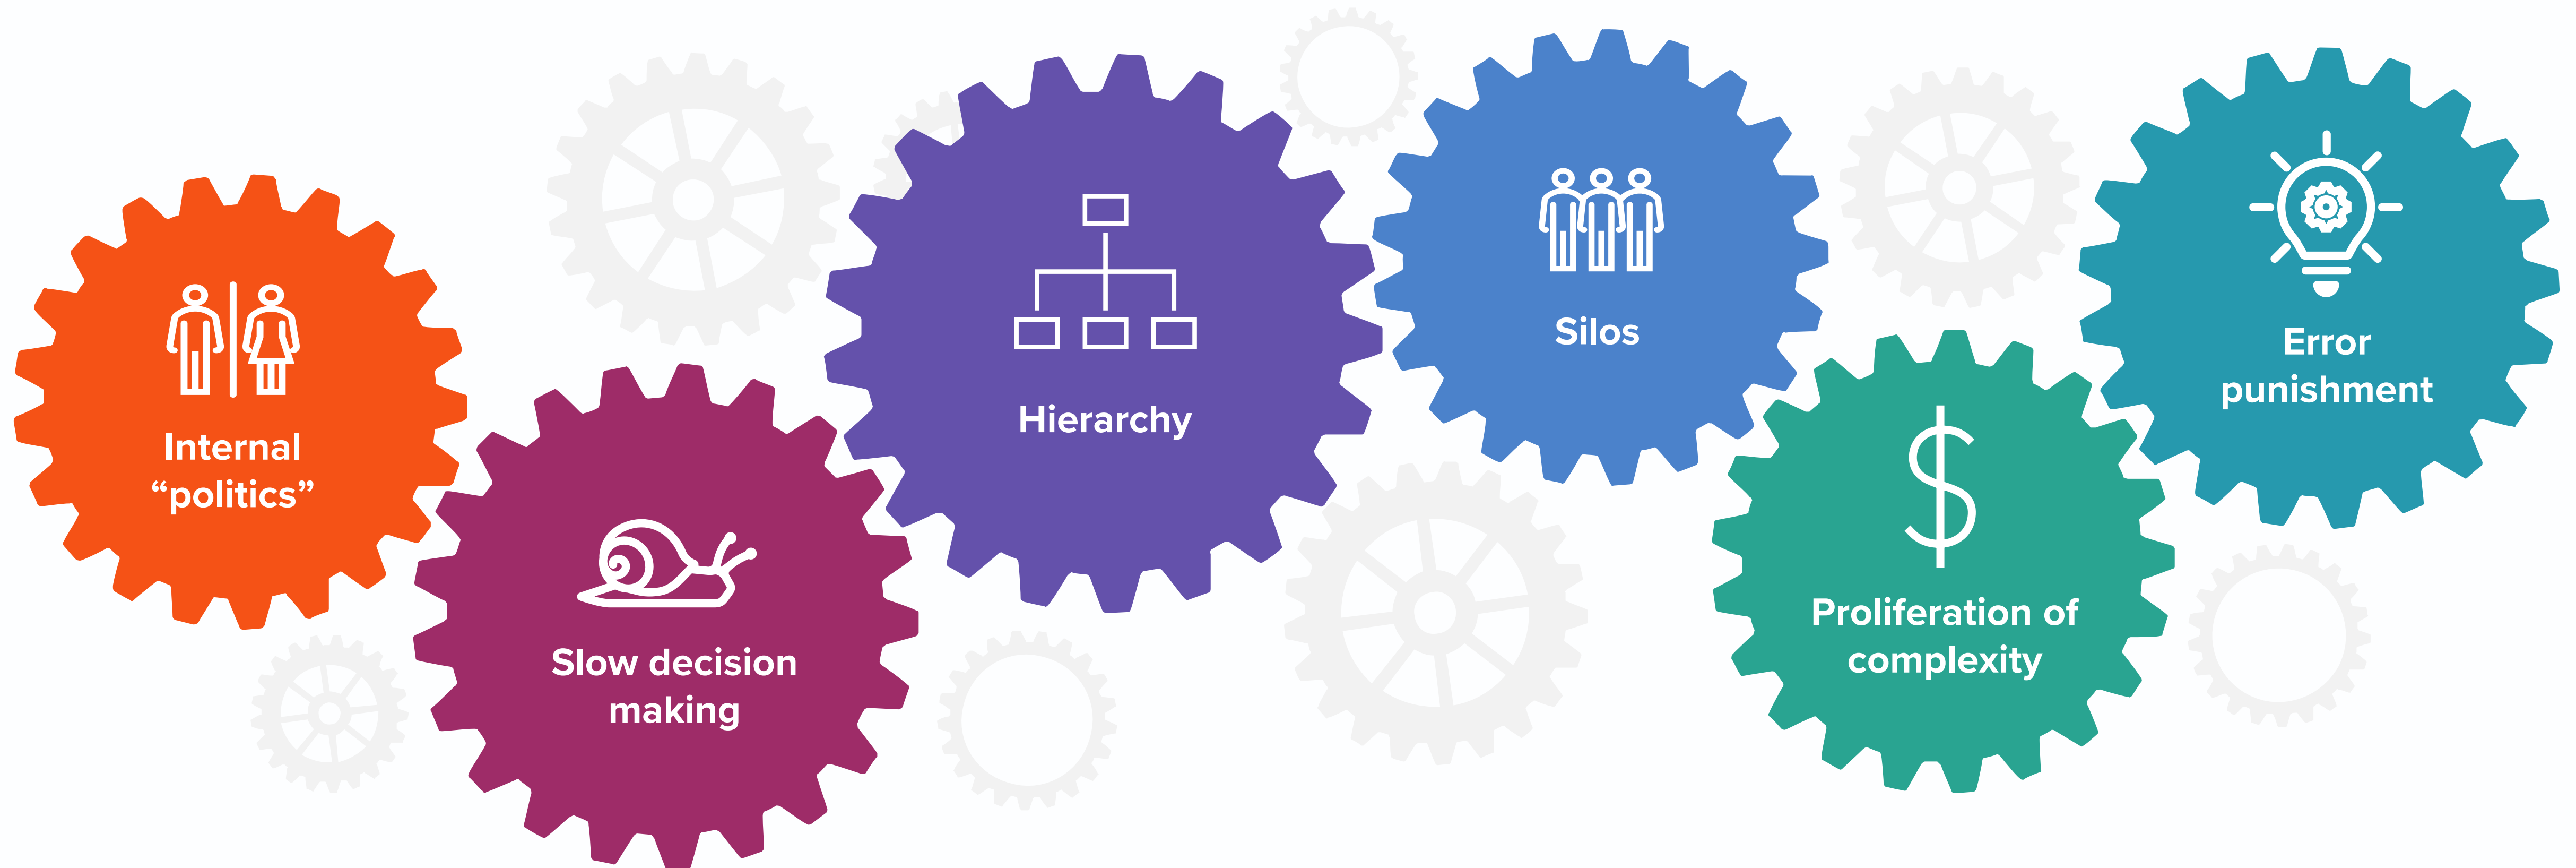 Internal
“politics”
Slow decision
making
Hierarchy
Silos
Proliferation of
complexity
Error
punishment